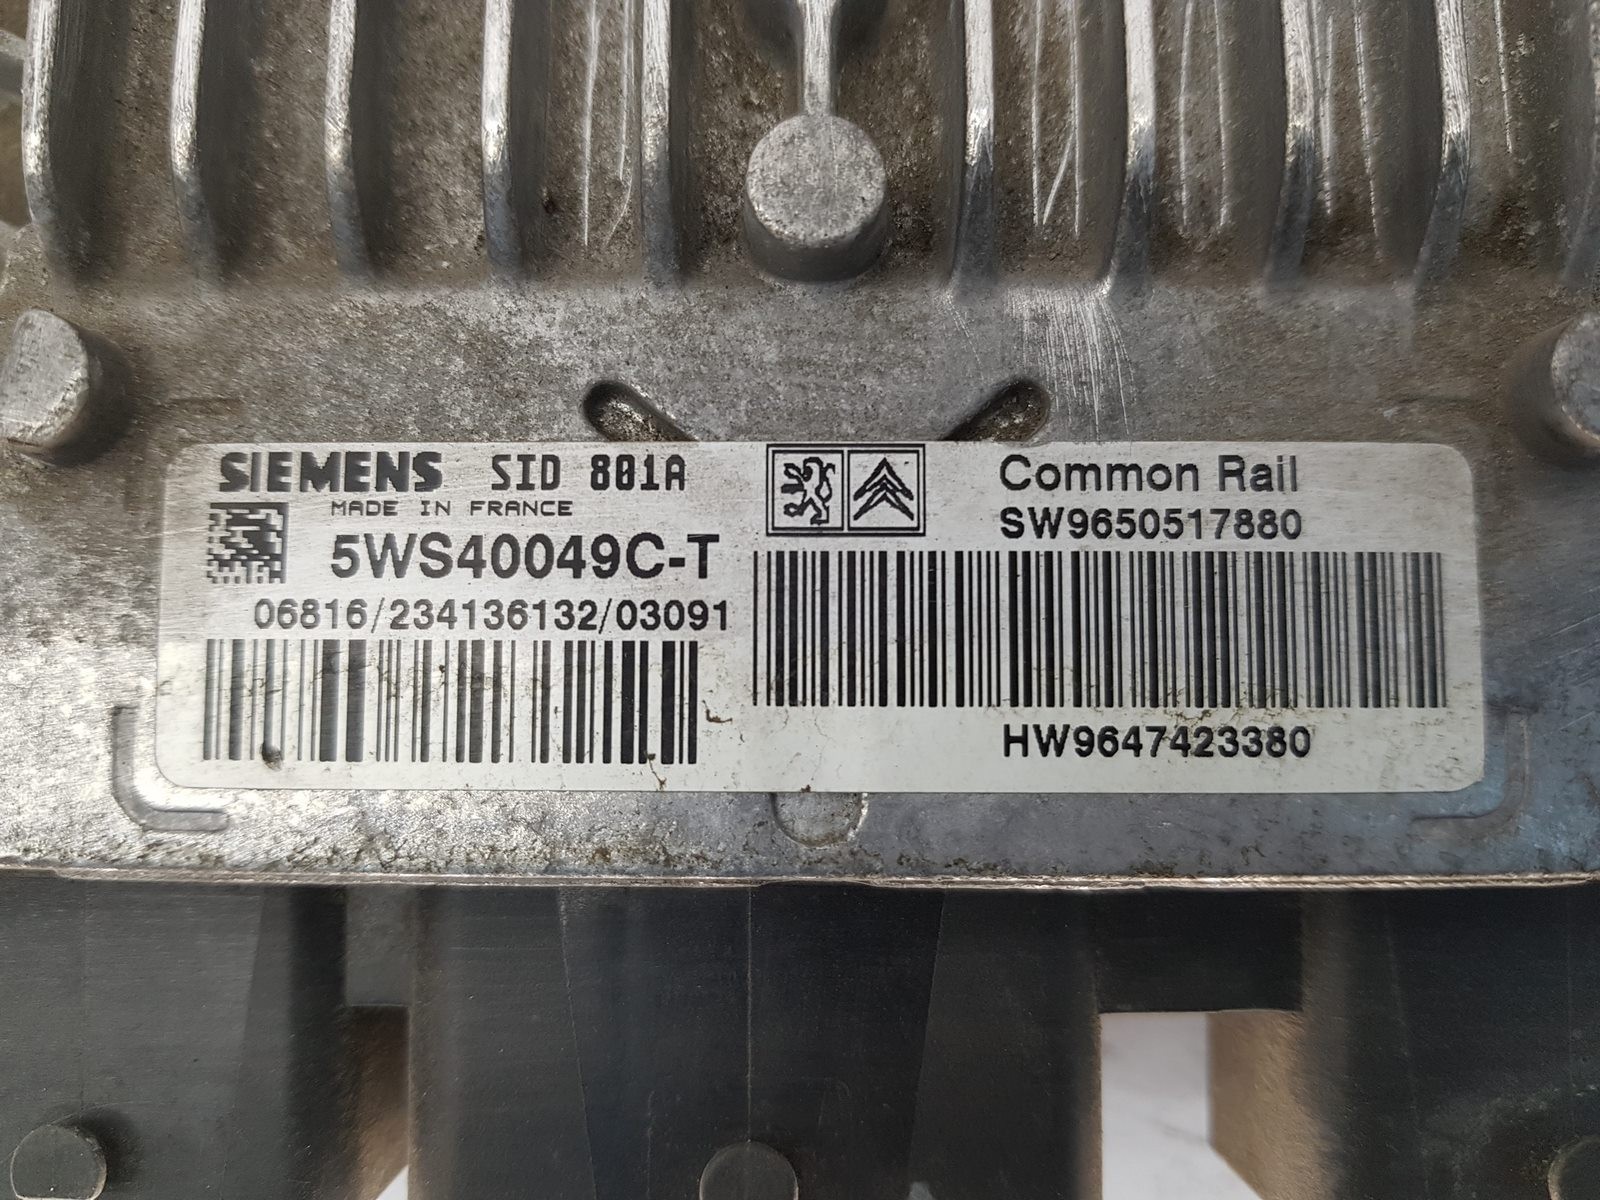 SIEMENS SID 801A
MADE IN FRANCE
5WS40049C-T
06816/234136132/03091
Common Rail
SW9650517880
HW9647423380